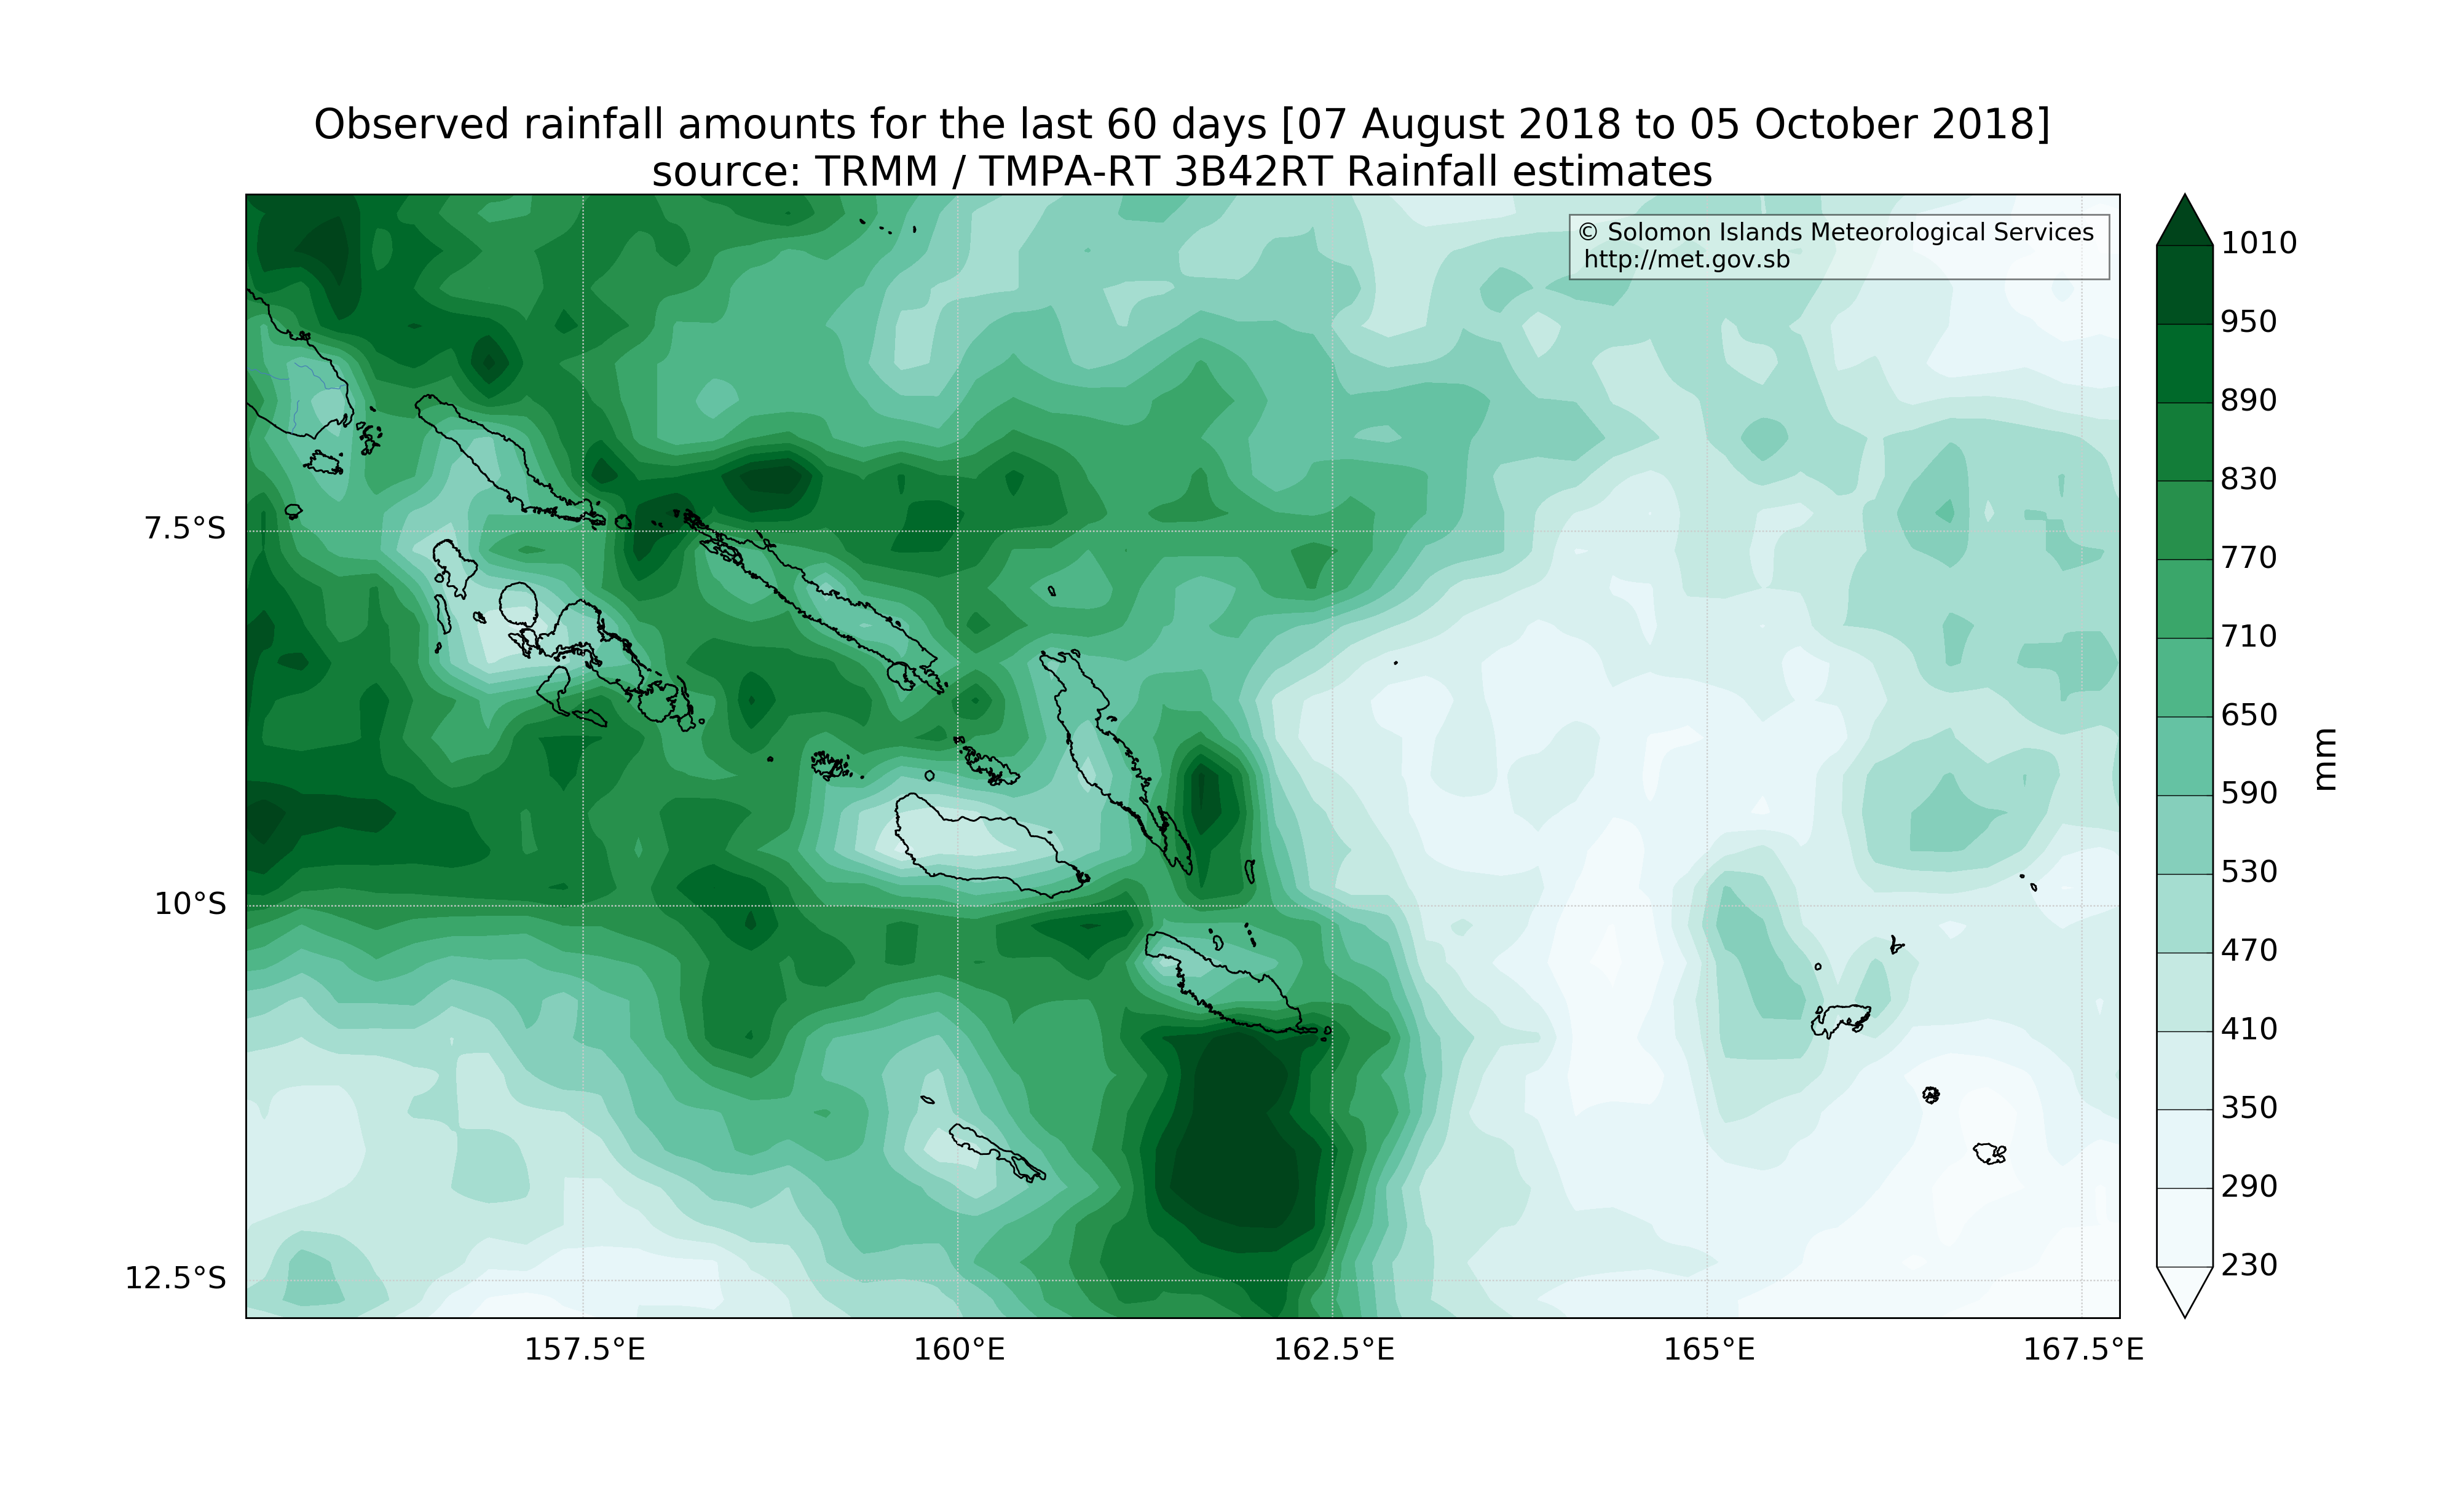 Observed rainfall amounts for the last 60 days [07 August 2018 to 05 October 2018]
source: TRMM / TMPA-RT 3B42RT Rainfall estimates
© Solomon Islands Meteorological Services
http://met.gov.sb
7.5°S
10°S
12.5°S
157.5°E
160°E
162.5°E
165°E
167.5°E
1010
950
890
830
770
710
650
590
530
470
410
350
290
230
mm